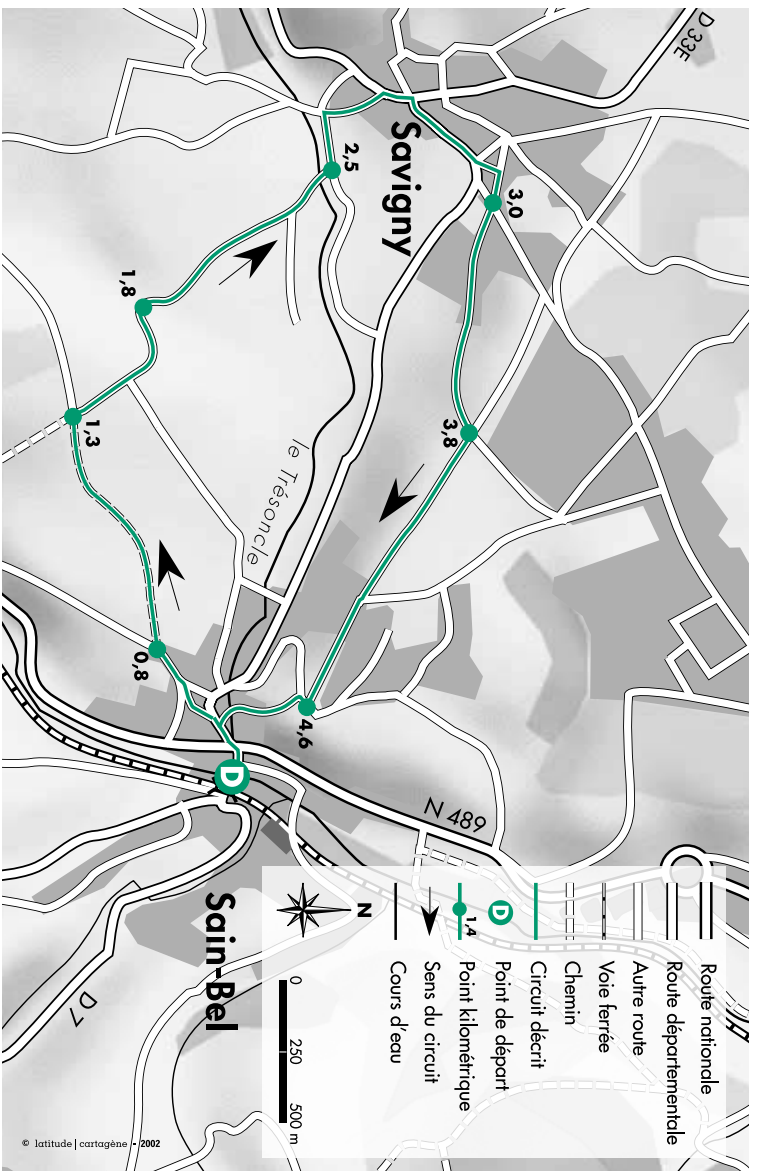 D 33E
Savigny
2,5
3,0
1,8
1,3
3,8
le Trésoncle
0,8
4,6
D
N 489
Sain-Bel
D 7
Route nationale
Route départementale
Autre route
Voie ferrée
Chemin
Circuit décrit
D
Point de départ
1,4
Point kilométrique
Sens du circuit
Cours d'eau
N
0
250
500 m
© latitude | cartagène - 2002